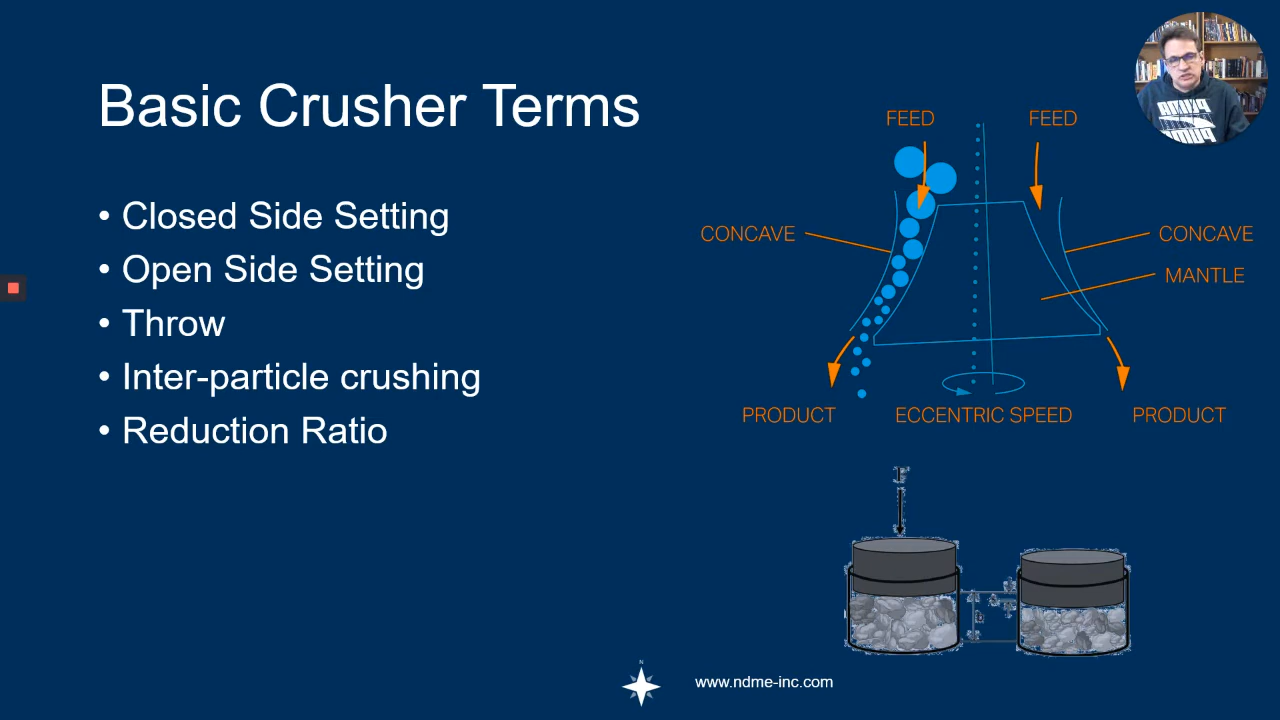 Basic Crusher Terms
• Closed Side Setting
• Open Side Setting
• Throw
• Inter-particle crushing
• Reduction Ratio
FEED
FEED
CONCAVE
CONCAVE
MANTLE
PRODUCT
ECCENTRIC SPEED
PRODUCT
N
www.ndme-inc.com